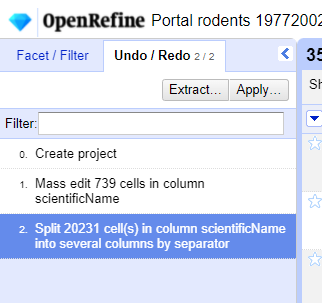 OpenRefine Portal rodents 19772002
Facet / Filter Undo / Redo 2 / 2
Extract... Apply...
Filter:
0. Create project
1. Mass edit 739 cells in column
scientificName
2. Split 20231 cell(s) in column scientificName
into several columns by separator
35
Sh